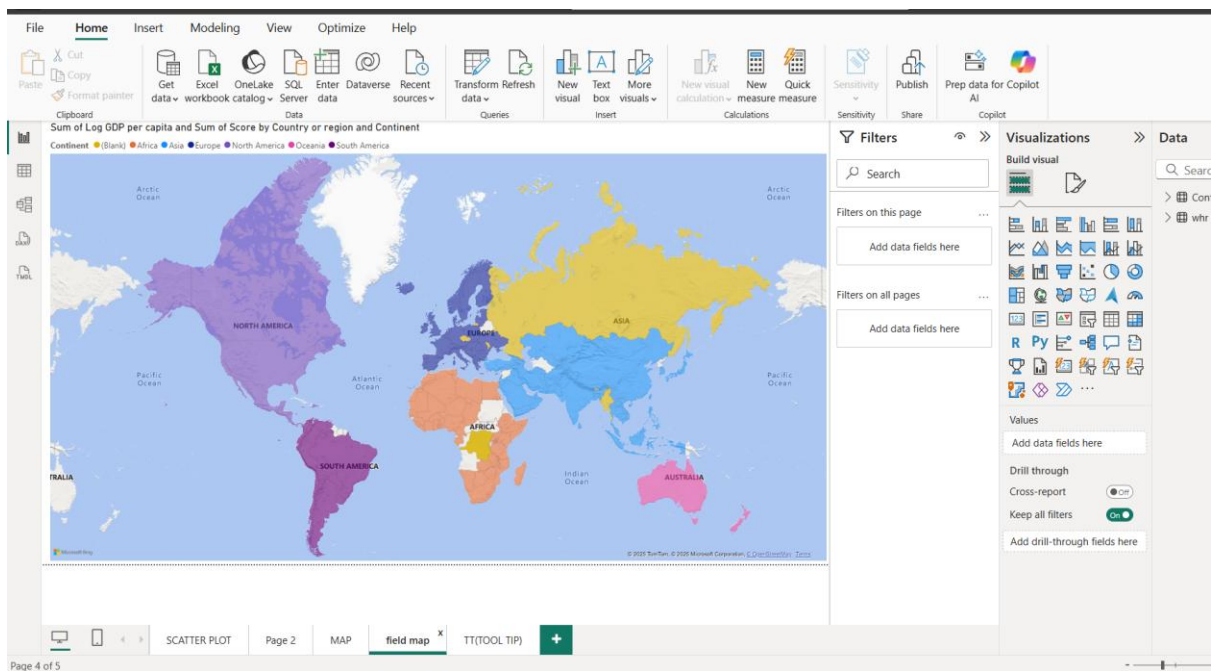 File Home Insert Modeling View Optimize Help
Paste
Cut
Copy
Format painter
Clipboard
Get data
Excel workbook
OneLake catalog
SQL Server
Enter data
Dataverse
Recent sources
Data
Transform data
Refresh
Queries
New visual
Text box
More visuals
Insert
New visual calculation
New measure
Quick measure
Calculations
Sensitivity
Sensitivity
Publish
Share
Prep data for AI
Copilot
Copilot
Sum of Log GDP per capita and Sum of Score by Country or region and Continent
Continent (Blank) Africa Asia Europe North America Oceania South America
Arctic
Ocean
Arctic
Ocean
NORTH AMERICA
EUROPE
ASIA
Pacific
Ocean
Atlantic
Ocean
Pacific
Ocean
AFRICA
SOUTH AMERICA
Indian
Ocean
AUSTRALIA
TRALIA
Microsoft Bing
© 2025 TomTom, © 2025 Microsoft Corporation, © OpenStreetMap Terms
DAX
TMDL
Filters
Search
Filters on this page ...
Add data fields here
Filters on all pages ...
Add data fields here
Visualizations
Build visual
123
R Py
...
Values
Add data fields here
Drill through
Cross-report Off
Keep all filters On
Add drill-through fields here
Data
Searc
Con
whr
SCATTER PLOT Page 2 MAP field map x TT(TOOL TIP) +
Page 4 of 5